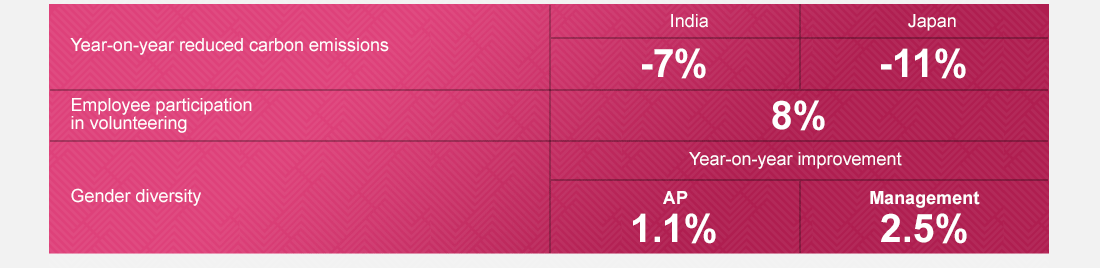 India
Japan
Year-on-year reduced carbon emissions
-7%
-11%
Employee participation
in volunteering
8%
Year-on-year improvement
Gender diversity
AP
Management
1.1%
2.5%